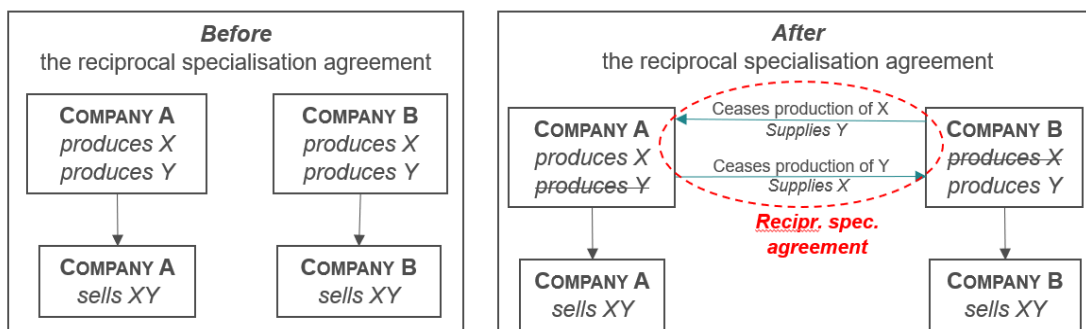 Before
the reciprocal specialisation agreement
COMPANY A
produces X
produces Y
COMPANY B
produces X
produces Y
COMPANY A
sells XY
COMPANY B
sells XY
After
the reciprocal specialisation agreement
COMPANY A
produces X
produces Y
Ceases production of X
Supplies Y
Ceases production of Y
Supplies X
COMPANY B
produces X
produces Y
Recipr. spec.
agreement
COMPANY A
sells XY
COMPANY B
sells XY